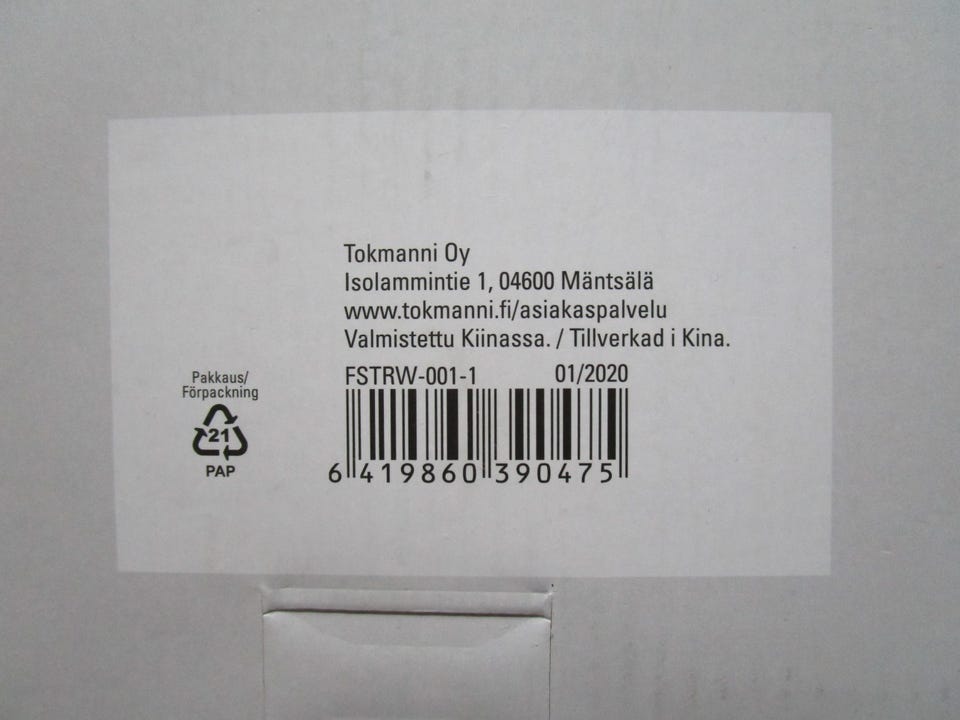 Tokmanni Oy
Isolammintie 1, 04600 Mäntsälä
www.tokmanni.fi/asiakaspalvelu
Valmistettu Kiinassa. / Tillverkad i Kina.
FSTRW-001-1 01/2020
6 419860 390475
Pakkaus/
Förpackning
21
PAP